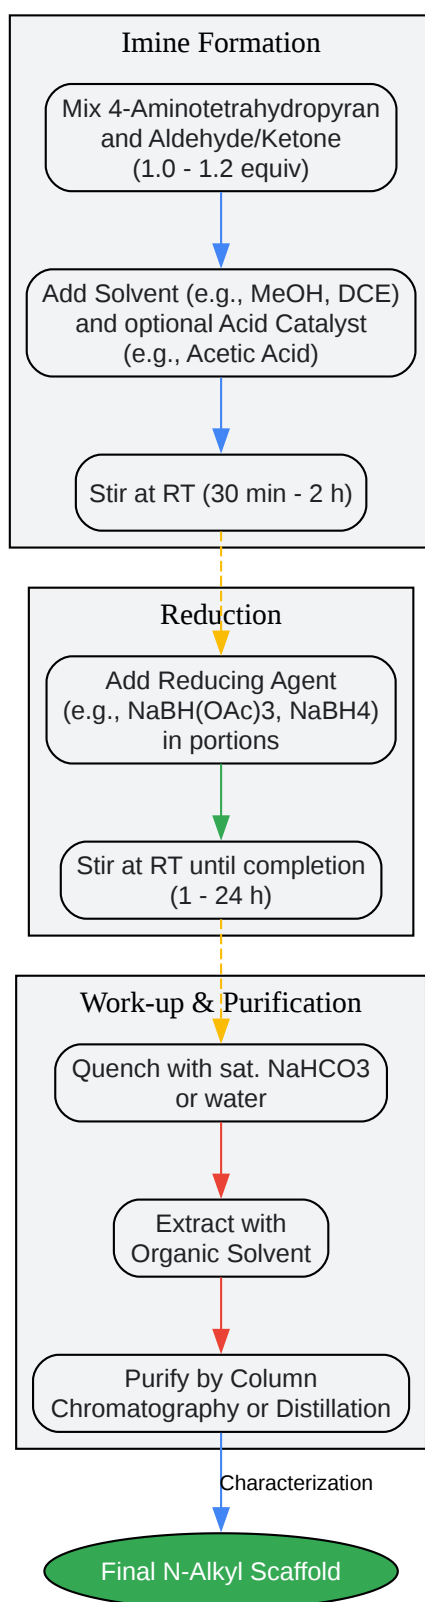 Imine Formation
Mix 4-Aminotetrahydropyran
and Aldehyde/Ketone
(1.0 - 1.2 equiv)
Add Solvent (e.g., MeOH, DCE)
and optional Acid Catalyst
(e.g., Acetic Acid)
Stir at RT (30 min - 2 h)
Reduction
Add Reducing Agent
(e.g., NaBH(OAc)3, NaBH4)
in portions
Stir at RT until completion
(1 - 24 h)
Work-up & Purification
Quench with sat. NaHCO3
or water
Extract with
Organic Solvent
Purify by Column
Chromatography or Distillation
Characterization
Final N-Alkyl Scaffold